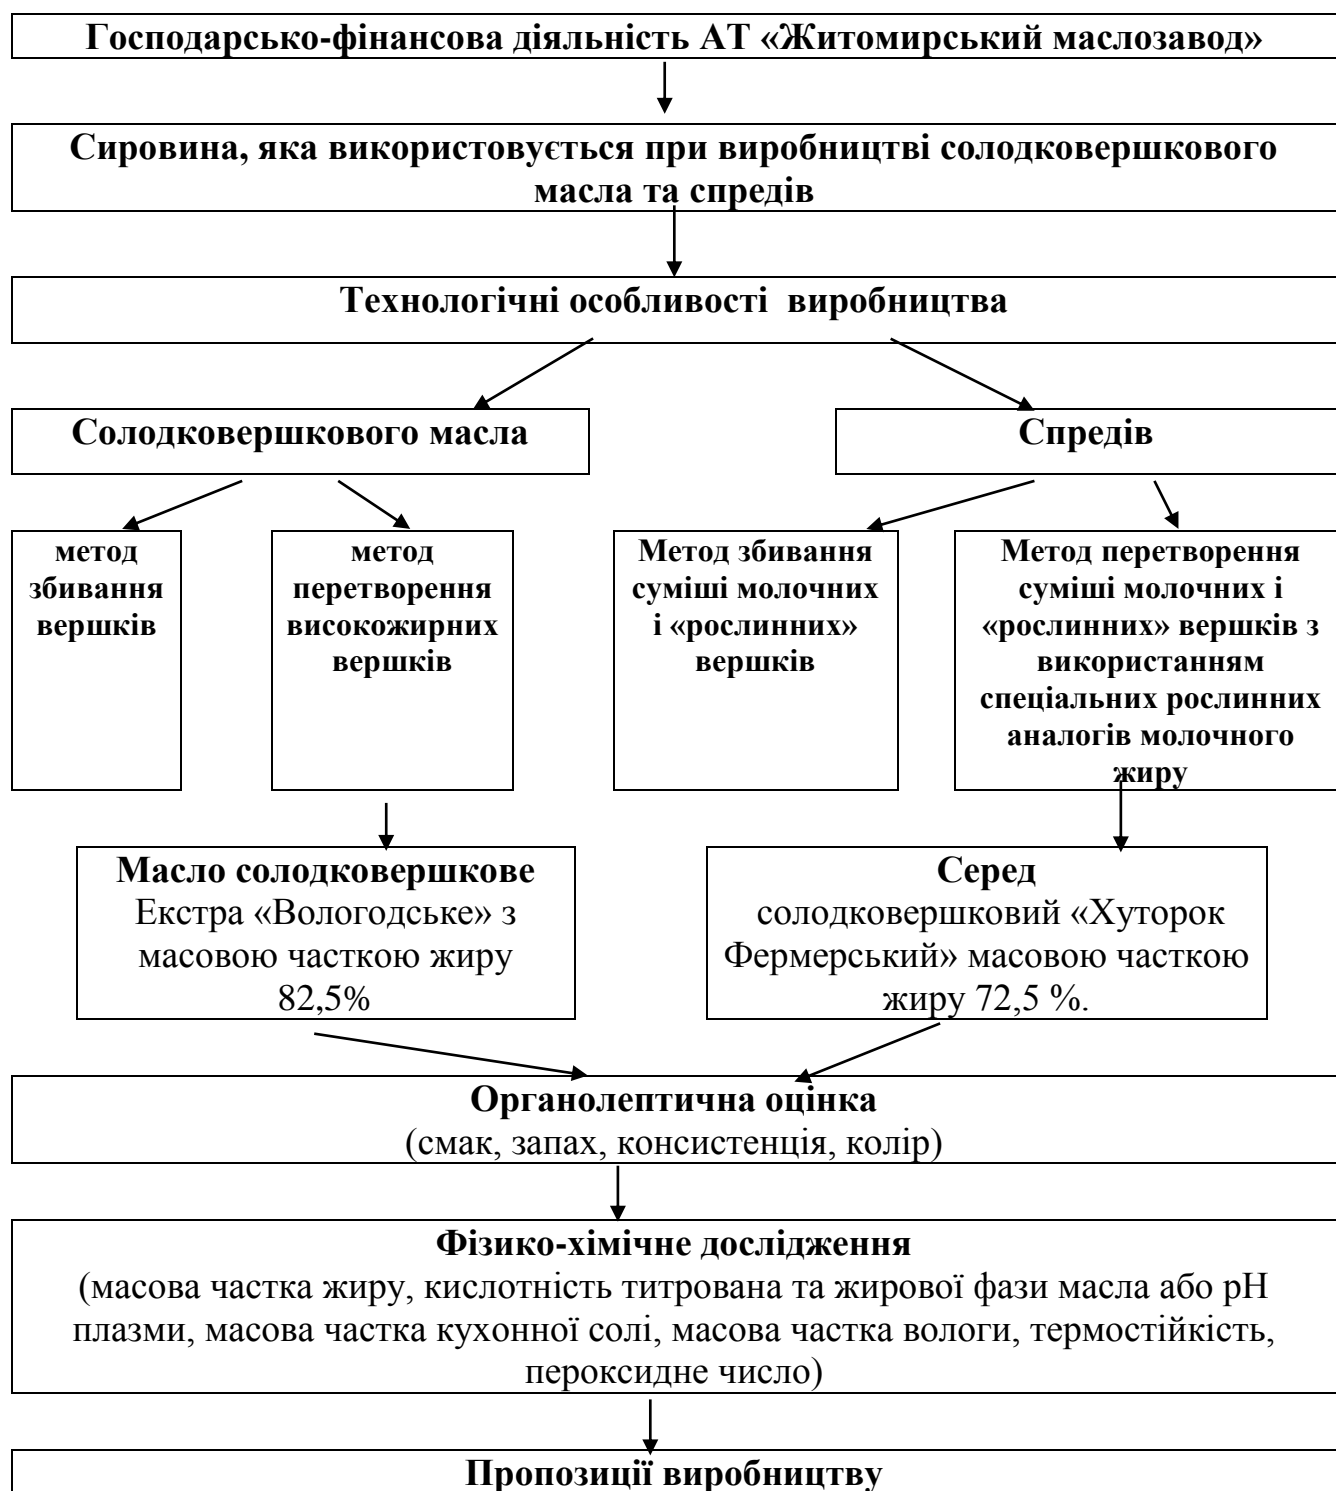 Господарсько-фінансова діяльність АТ «Житомирський маслозавод»
Сировина, яка використовується при виробництві солодковершкового
масла та спредів
Технологічні особливості виробництва
Солодковершкового масла
Спредів
метод
збивання
вершків
метод
перетворення
високожирних
вершків
Метод збивання
суміші молочних
і «рослинних»
вершків
Метод перетворення
суміші молочних і
«рослинних» вершків з
використанням
спеціальних рослинних
аналогів молочного
жиру
Масло солодковершкове
Екстра «Вологодське» з
масовою часткою жиру
82,5%
Серед
солодковершковий «Хуторок
Фермерський» масовою часткою
жиру 72,5 %.
Органолептична оцінка
(смак, запах, консистенція, колір)
Фізико-хімічне дослідження
(масова частка жиру, кислотність титрована та жирової фази масла або рН
плазми, масова частка кухонної солі, масова частка вологи, термостійкість,
пероксидне число)
Пропозиції виробництву